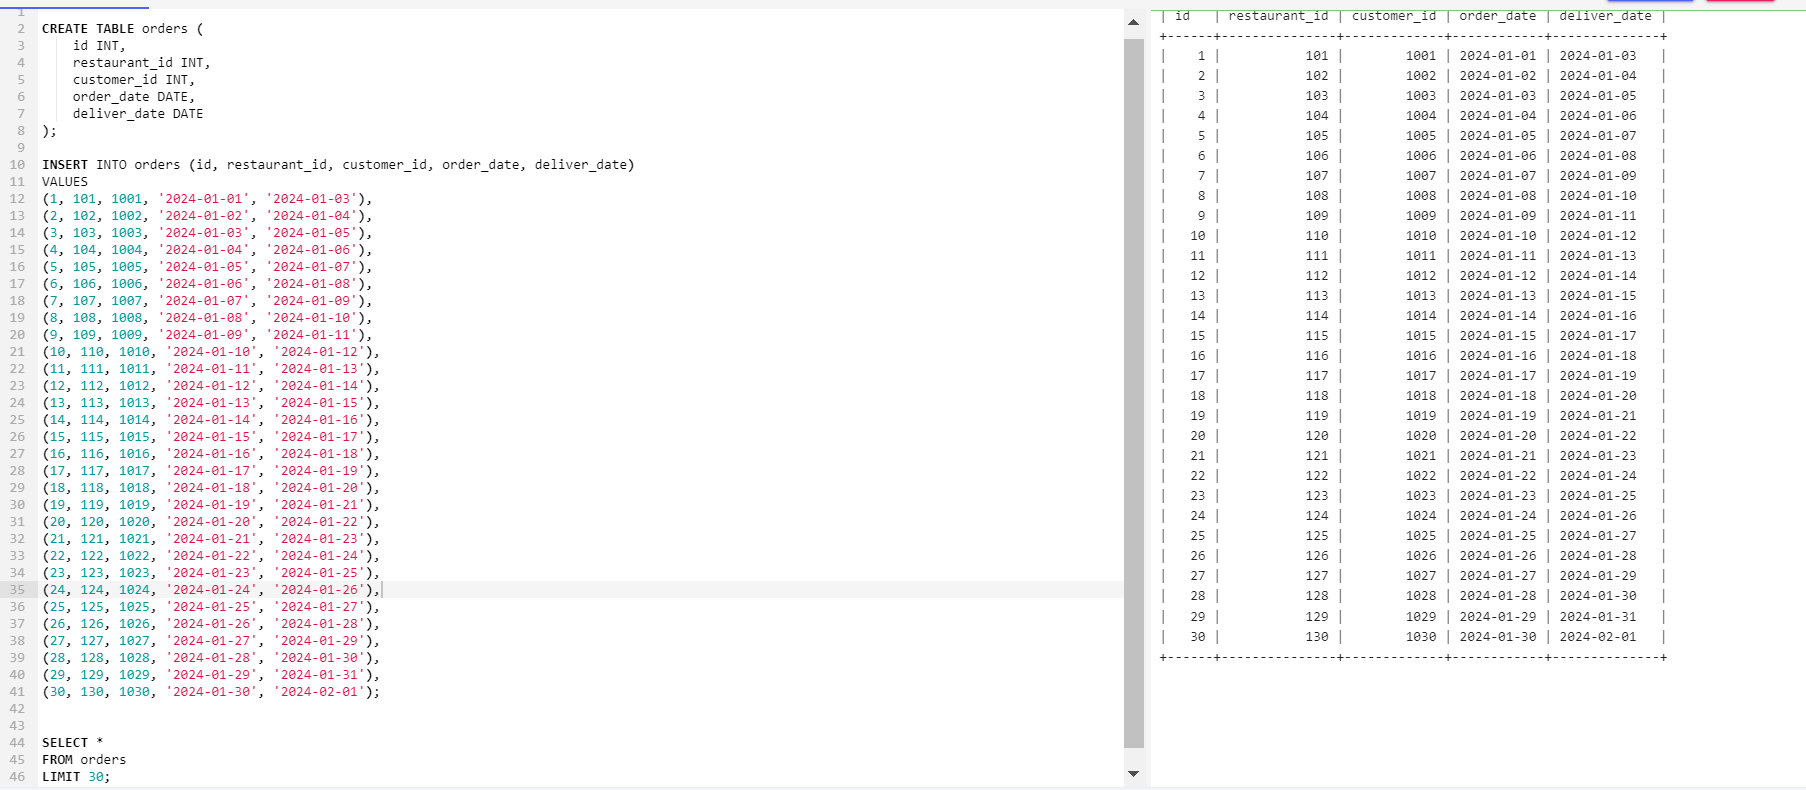 1
2 CREATE TABLE orders (
3 id INT,
4 restaurant_id INT,
5 customer_id INT,
6 order_date DATE,
7 deliver_date DATE
8 );
9
10 INSERT INTO orders (id, restaurant_id, customer_id, order_date, deliver_date)
11 VALUES
12 (1, 101, 1001, '2024-01-01', '2024-01-03'),
13 (2, 102, 1002, '2024-01-02', '2024-01-04'),
14 (3, 103, 1003, '2024-01-03', '2024-01-05'),
15 (4, 104, 1004, '2024-01-04', '2024-01-06'),
16 (5, 105, 1005, '2024-01-05', '2024-01-07'),
17 (6, 106, 1006, '2024-01-06', '2024-01-08'),
18 (7, 107, 1007, '2024-01-07', '2024-01-09'),
19 (8, 108, 1008, '2024-01-08', '2024-01-10'),
20 (9, 109, 1009, '2024-01-09', '2024-01-11'),
21 (10, 110, 1010, '2024-01-10', '2024-01-12'),
22 (11, 111, 1011, '2024-01-11', '2024-01-13'),
23 (12, 112, 1012, '2024-01-12', '2024-01-14'),
24 (13, 113, 1013, '2024-01-13', '2024-01-15'),
25 (14, 114, 1014, '2024-01-14', '2024-01-16'),
26 (15, 115, 1015, '2024-01-15', '2024-01-17'),
27 (16, 116, 1016, '2024-01-16', '2024-01-18'),
28 (17, 117, 1017, '2024-01-17', '2024-01-19'),
29 (18, 118, 1018, '2024-01-18', '2024-01-20'),
30 (19, 119, 1019, '2024-01-19', '2024-01-21'),
31 (20, 120, 1020, '2024-01-20', '2024-01-22'),
32 (21, 121, 1021, '2024-01-21', '2024-01-23'),
33 (22, 122, 1022, '2024-01-22', '2024-01-24'),
34 (23, 123, 1023, '2024-01-23', '2024-01-25'),
35 (24, 124, 1024, '2024-01-24', '2024-01-26'),
36 (25, 125, 1025, '2024-01-25', '2024-01-27'),
37 (26, 126, 1026, '2024-01-26', '2024-01-28'),
38 (27, 127, 1027, '2024-01-27', '2024-01-29'),
39 (28, 128, 1028, '2024-01-28', '2024-01-30'),
40 (29, 129, 1029, '2024-01-29', '2024-01-31'),
41 (30, 130, 1030, '2024-01-30', '2024-02-01');
42
43
44 SELECT *
45 FROM orders
46 LIMIT 30;
| id | restaurant_id | customer_id | order_date | deliver_date |
+------+---------------+-------------+------------+--------------+
| 1 | 101 | 1001 | 2024-01-01 | 2024-01-03 |
| 2 | 102 | 1002 | 2024-01-02 | 2024-01-04 |
| 3 | 103 | 1003 | 2024-01-03 | 2024-01-05 |
| 4 | 104 | 1004 | 2024-01-04 | 2024-01-06 |
| 5 | 105 | 1005 | 2024-01-05 | 2024-01-07 |
| 6 | 106 | 1006 | 2024-01-06 | 2024-01-08 |
| 7 | 107 | 1007 | 2024-01-07 | 2024-01-09 |
| 8 | 108 | 1008 | 2024-01-08 | 2024-01-10 |
| 9 | 109 | 1009 | 2024-01-09 | 2024-01-11 |
| 10 | 110 | 1010 | 2024-01-10 | 2024-01-12 |
| 11 | 111 | 1011 | 2024-01-11 | 2024-01-13 |
| 12 | 112 | 1012 | 2024-01-12 | 2024-01-14 |
| 13 | 113 | 1013 | 2024-01-13 | 2024-01-15 |
| 14 | 114 | 1014 | 2024-01-14 | 2024-01-16 |
| 15 | 115 | 1015 | 2024-01-15 | 2024-01-17 |
| 16 | 116 | 1016 | 2024-01-16 | 2024-01-18 |
| 17 | 117 | 1017 | 2024-01-17 | 2024-01-19 |
| 18 | 118 | 1018 | 2024-01-18 | 2024-01-20 |
| 19 | 119 | 1019 | 2024-01-19 | 2024-01-21 |
| 20 | 120 | 1020 | 2024-01-20 | 2024-01-22 |
| 21 | 121 | 1021 | 2024-01-21 | 2024-01-23 |
| 22 | 122 | 1022 | 2024-01-22 | 2024-01-24 |
| 23 | 123 | 1023 | 2024-01-23 | 2024-01-25 |
| 24 | 124 | 1024 | 2024-01-24 | 2024-01-26 |
| 25 | 125 | 1025 | 2024-01-25 | 2024-01-27 |
| 26 | 126 | 1026 | 2024-01-26 | 2024-01-28 |
| 27 | 127 | 1027 | 2024-01-27 | 2024-01-29 |
| 28 | 128 | 1028 | 2024-01-28 | 2024-01-30 |
| 29 | 129 | 1029 | 2024-01-29 | 2024-01-31 |
| 30 | 130 | 1030 | 2024-01-30 | 2024-02-01 |
+------+---------------+-------------+------------+--------------+